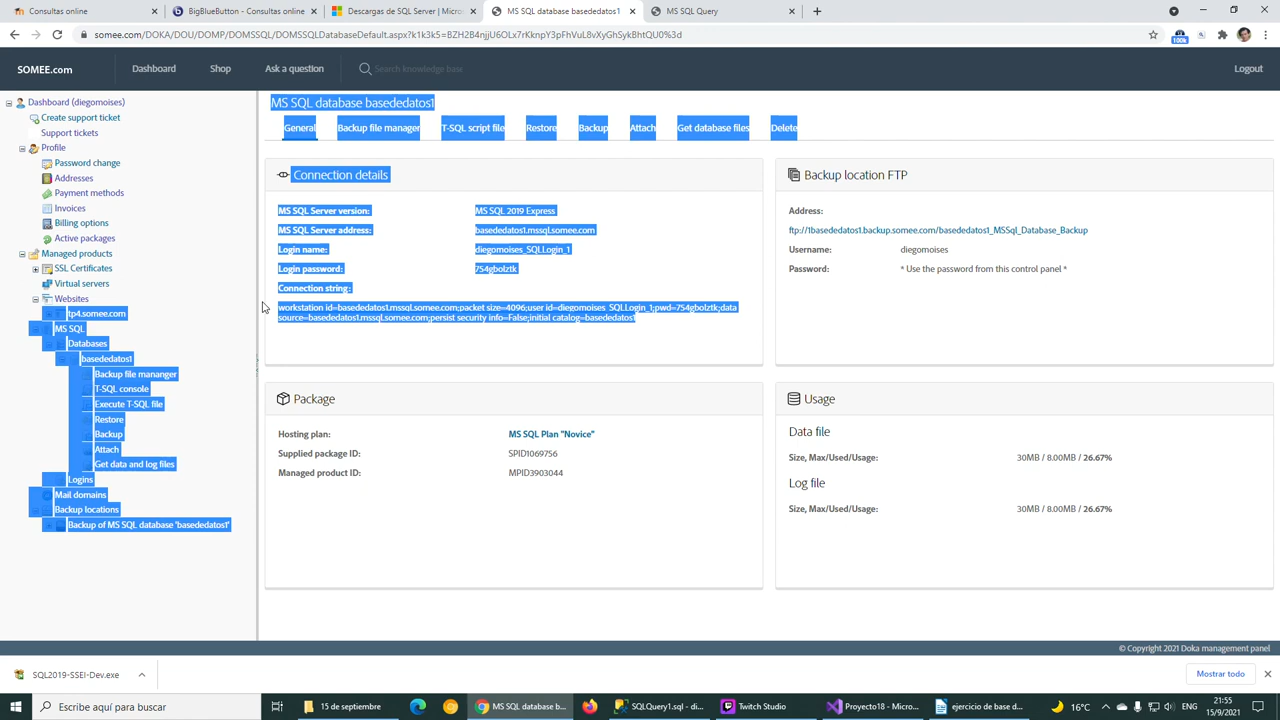 Consultas online
BigBlueButton - Consultas online
Descargas de SQL Server | Micro
MS SQL database basededatos1
MS SQL Query
somee.com/DOKA/DOU/DOMP/DOMSSQL/DOMSSQLDatabaseDefault.aspx?k1k3k5=BZH2B4njjU6OLx7rKknpY3pFhVuL8vXyGhSykBhtQU0%3d
100k
SOMEE.com
Dashboard
Shop
Ask a question
Search knowledge base
Logout
Dashboard (diegomoises)
Create support ticket
Support tickets
Profile
Password change
Addresses
Payment methods
Invoices
Billing options
Active packages
Managed products
SSL Certificates
Virtual servers
Websites
tp4.somee.com
MS SQL
Databases
basededatos1
Backup file mananger
T-SQL console
Execute T-SQL file
Restore
Backup
Attach
Get data and log files
Logins
Mail domains
Backup locations
Backup of MS SQL database 'basededatos1'
MS SQL database basededatos1
General
Backup file manager
T-SQL script file
Restore
Backup
Attach
Get database files
Delete
Connection details
MS SQL Server version: MS SQL 2019 Express
MS SQL Server address: basededatos1.mssql.somee.com
Login name: diegomoises_SQLLogin_1
Login password: 754gbolztk
Connection string:
workstation id=basededatos1.mssql.somee.com;packet size=4096;user id=diegomoises_SQLLogin_1;pwd=754gbolztk;data
source=basededatos1.mssql.somee.com;persist security info=False;initial catalog=basededatos1
Backup location FTP
Address:
ftp://1basededatos1.backup.somee.com/basededatos1_MSSql_Database_Backup
Username: diegomoises
Password: * Use the password from this control panel *
Package
Hosting plan: MS SQL Plan "Novice"
Supplied package ID: SPID1069756
Managed product ID: MPID3903044
Usage
Data file
Size, Max/Used/Usage: 30MB / 8.00MB / 26.67%
Log file
Size, Max/Used/Usage: 30MB / 8.00MB / 26.67%
© Copyright 2021 Doka management panel
SQL2019-SSEI-Dev.exe
Mostrar todo
Escribe aquí para buscar
15 de septiembre
MS SQL database b...
SQLQuery1.sql - di...
Twitch Studio
Proyecto18 - Micros...
ejercicio de base d...
16°C
ENG
21:55
15/9/2021